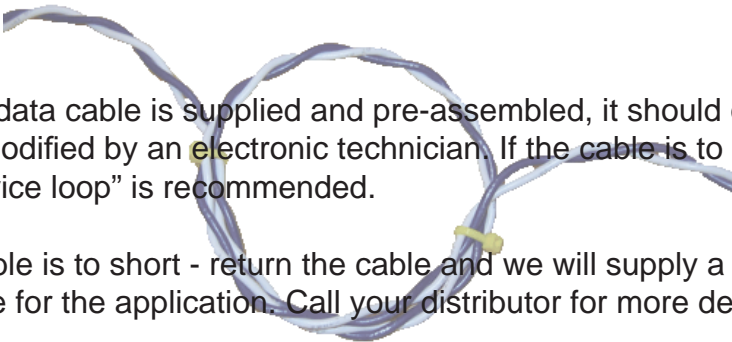 data cable is supplied and pre-assembled, it should
odified by an electronic technician. If the cable is to
vice loop” is recommended.
ble is to short - return the cable and we will supply a
e for the application. Call your distributor for more de